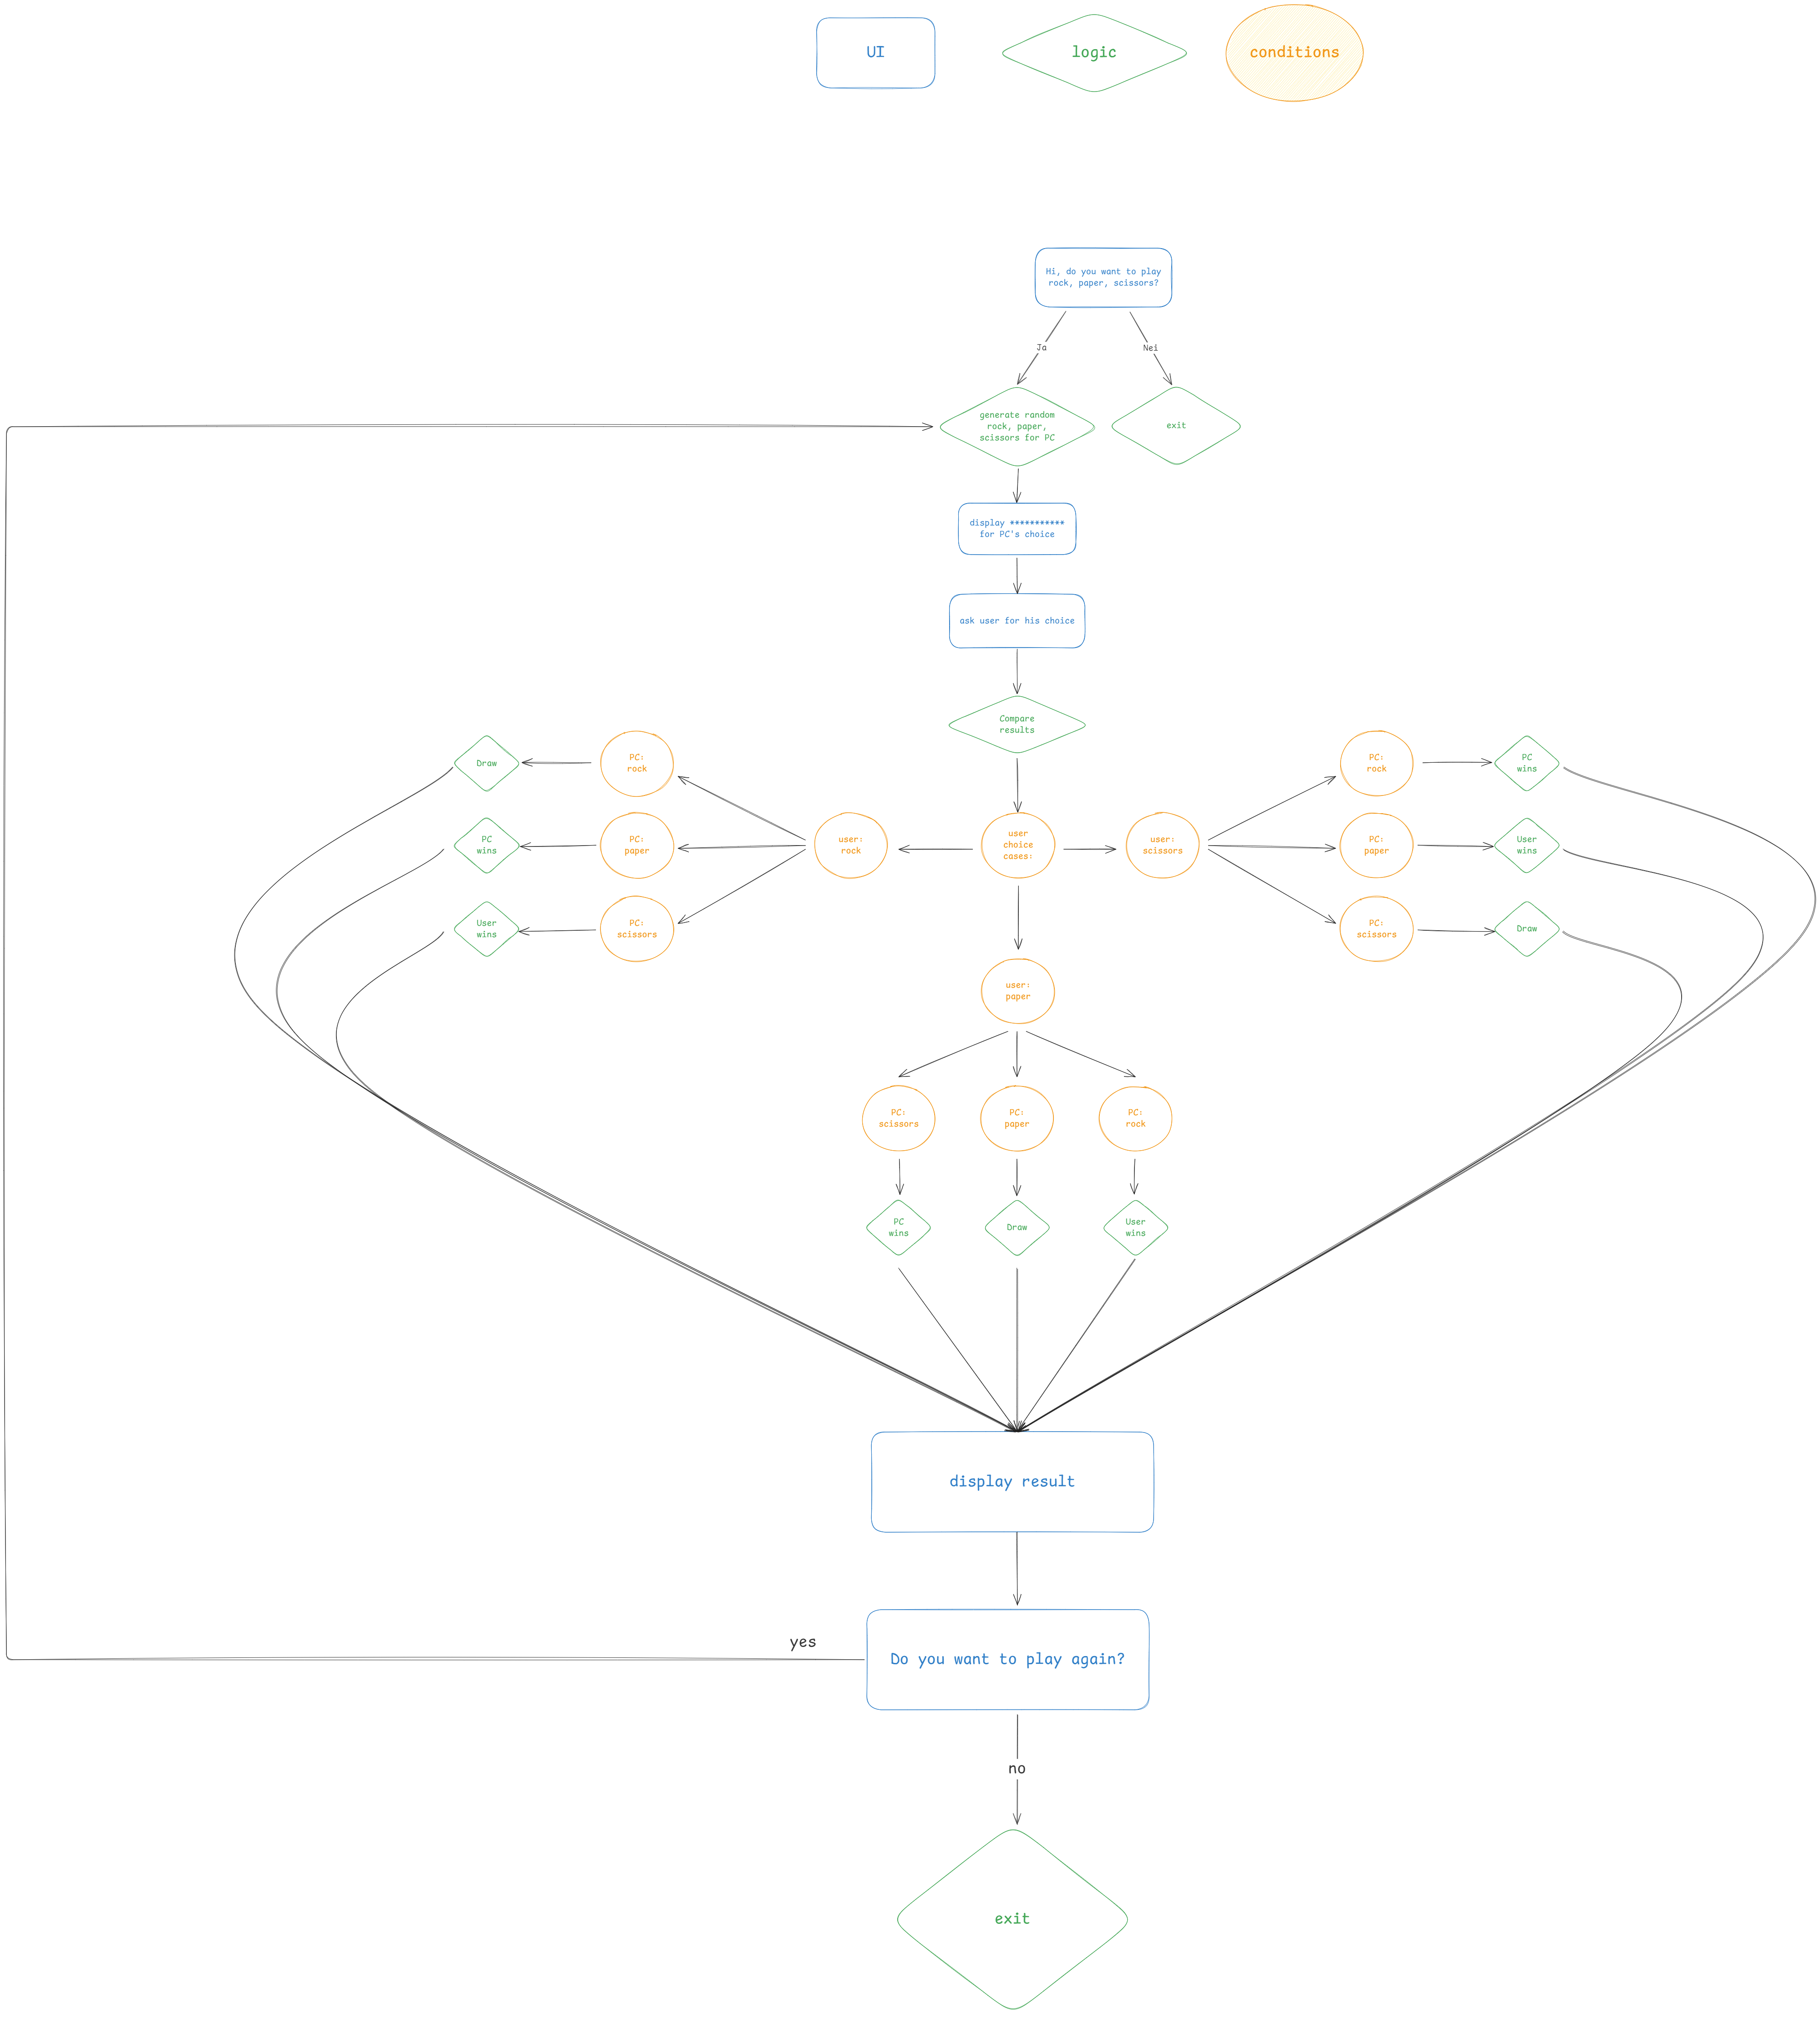 UI
logic
conditions
Hi, do you want to play
rock, paper, scissors?
Ja
Nei
generate random
rock, paper,
scissors for PC
exit
display ***********
for PC's choice
ask user for his choice
Compare
results
Draw
PC:
rock
PC
wins
PC:
paper
User
wins
PC:
scissors
user:
rock
user
choice
cases:
user:
scissors
PC:
rock
PC
wins
PC:
paper
User
wins
PC:
scissors
Draw
user:
paper
PC:
scissors
PC:
paper
PC:
rock
PC
wins
Draw
User
wins
display result
yes
Do you want to play again?
no
exit